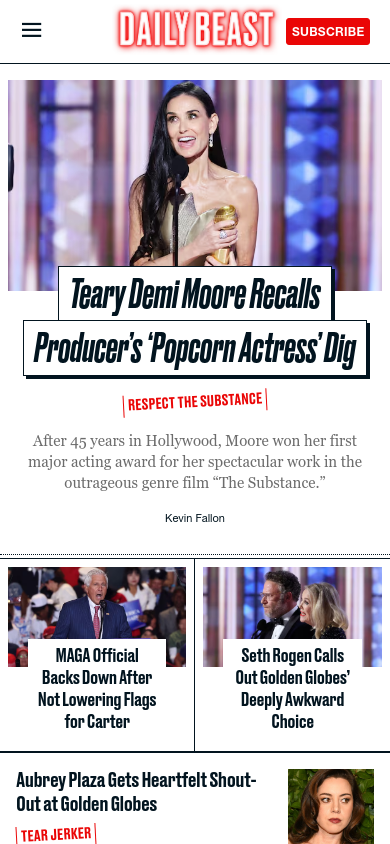 DAILY BEAST
SUBSCRIBE
Teary Demi Moore Recalls
Producer’s ‘Popcorn Actress’ Dig
RESPECT THE SUBSTANCE
After 45 years in Hollywood, Moore won her first
major acting award for her spectacular work in the
outrageous genre film “The Substance.”
Kevin Fallon
MAGA Official
Backs Down After
Not Lowering Flags
for Carter
Seth Rogen Calls
Out Golden Globes’
Deeply Awkward
Choice
Aubrey Plaza Gets Heartfelt Shout-
Out at Golden Globes
TEAR JERKER